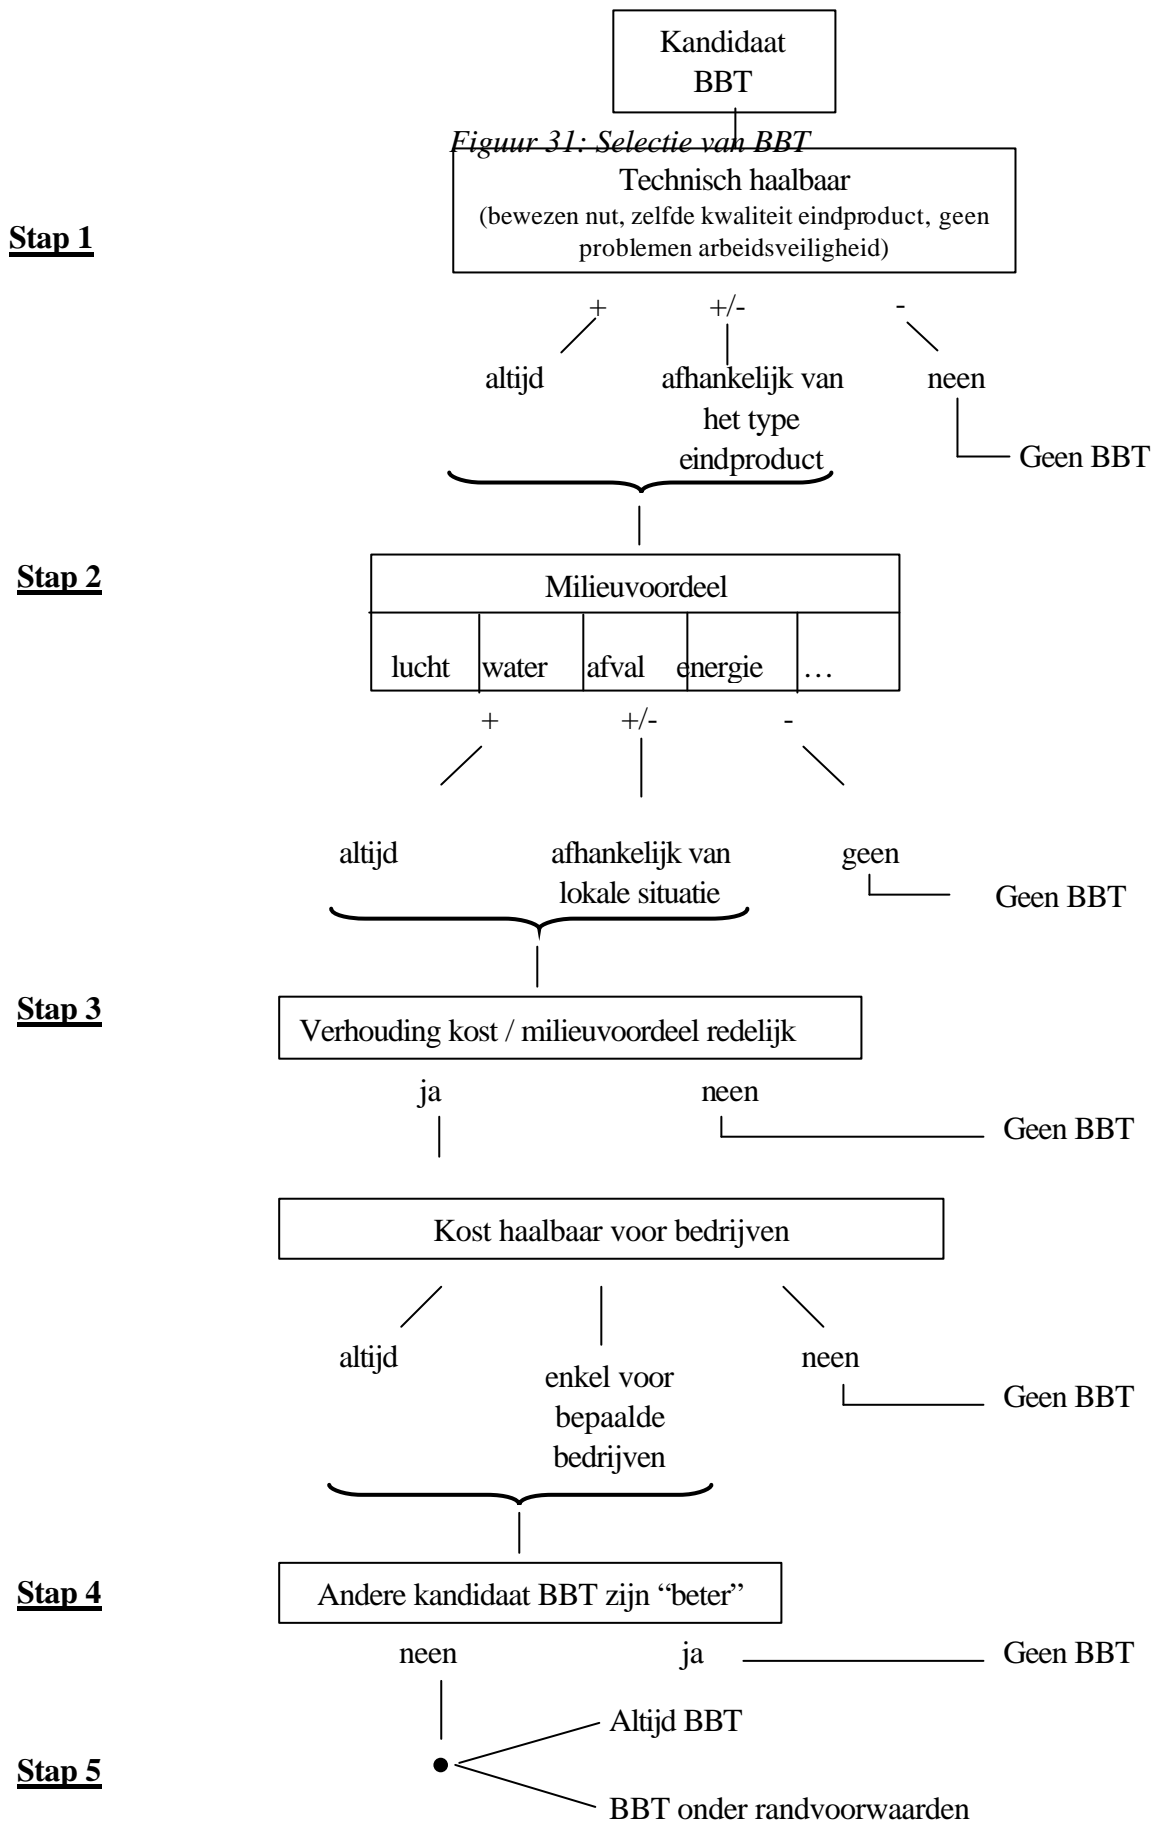 Kandidaat
BBT
Figuur 31: Selectie van BBT
Technisch haalbaar
(bewezen nut, zelfde kwaliteit eindproduct, geen
problemen arbeidsveiligheid)
Stap 1
+ +/- -
altijd afhankelijk van neen
het type
eindproduct Geen BBT
Stap 2
Milieuvoordeel
lucht water afval energie …
+ +/- -
altijd afhankelijk van geen
lokale situatie Geen BBT
Stap 3
Verhouding kost / milieuvoordeel redelijk
ja neen
Geen BBT
Kost haalbaar voor bedrijven
altijd neen
enkel voor
bepaalde
bedrijven
Geen BBT
Stap 4
Andere kandidaat BBT zijn “beter”
neen ja Geen BBT
Altijd BBT
Stap 5
BBT onder randvoorwaarden